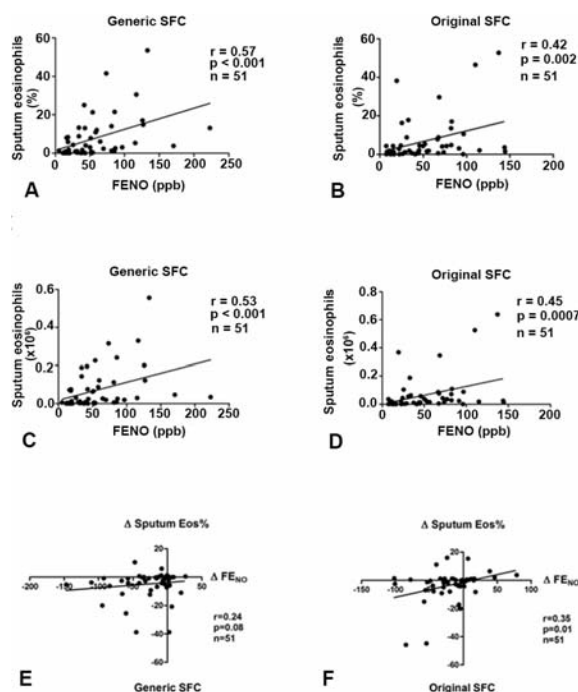 Generic SFC
r = 0.57
p < 0.001
n = 51
Sputum eosinophils
(%)
60
40
20
0
0 50 100 150 200 250
FENO (ppb)
A
Original SFC
r = 0.42
p = 0.002
n = 51
Sputum eosinophils
(%)
60
40
20
0
0 50 100 150 200
FENO (ppb)
B
Generic SFC
r = 0.53
p < 0.001
n = 51
Sputum eosinophils
(x10⁶)
0.6
0.4
0.2
0.0
0 50 100 150 200 250
FENO (ppb)
C
Original SFC
r = 0.45
p = 0.0007
n = 51
Sputum eosinophils
(x10⁶)
0.8
0.6
0.4
0.2
0.0
0 50 100 150 200
FENO (ppb)
D
Δ Sputum Eos%
20
Δ FE_NO
-200 -100 -50 50
-20
-40
-60
r=0.24
p=0.08
n=51
E
Generic SFC
Δ Sputum Eos%
20
Δ FE_NO
-150 -100 -50 50 100
-20
-40
-60
r=0.35
p=0.01
n=51
F
Original SFC